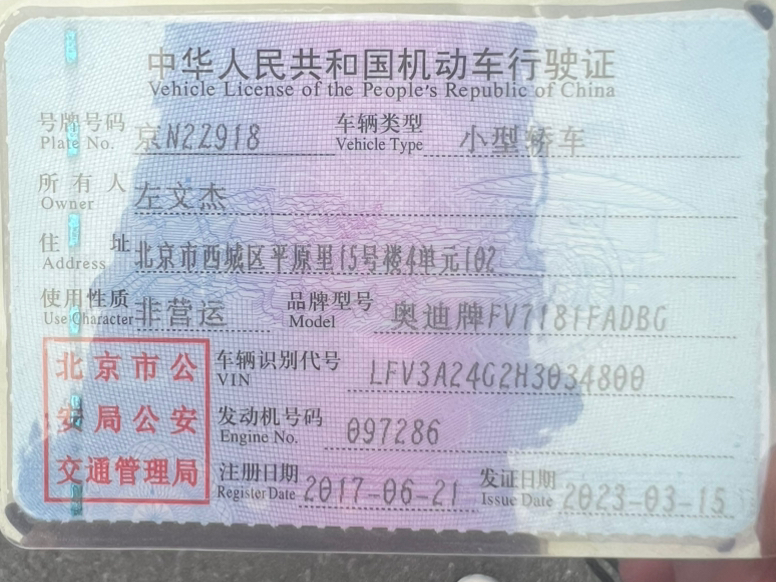 中华人民共和国机动车行驶证
Vehicle License of the People's Republic of China
号牌号码 京N2Z918 车辆类型 小型轿车
Plate No. Vehicle Type
所有人 左文杰
Owner
住址 北京市西城区平原里15号楼4单元102
Address
使用性质 非营运 品牌型号 奥迪牌FV7181FADBG
Use Character Model
北京市公安局公安交通管理局
车辆识别代号 LFV3A24G2H3034800
VIN
发动机号码 097286
Engine No.
注册日期 2017-06-21 发证日期 2023-03-15
Register Date Issue Date